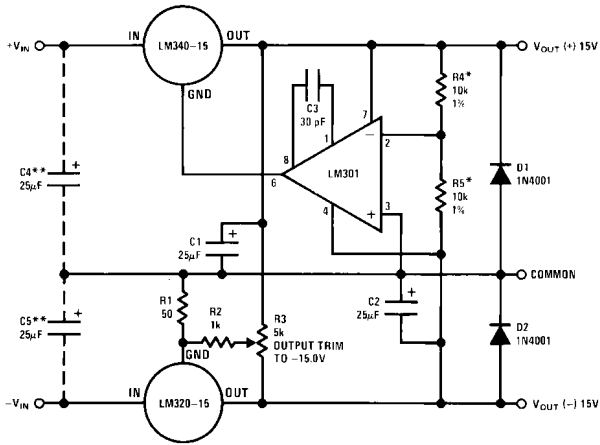 +VIN
IN
LM340-15
OUT
VOUT (+) 15V
GND
C3
30 pF
R4*
10k
1%
7
1
2
8
6
LM301
4
3
R5*
10k
1%
D1
1N4001
C4**
25µF
+
C1
25µF
+
−
+
COMMON
R1
50
R2
1k
R3
5k
OUTPUT TRIM
TO −15.0V
C2
25µF
+
C5**
25µF
+
D2
1N4001
GND
−VIN
IN
LM320-15
OUT
VOUT (−) 15V